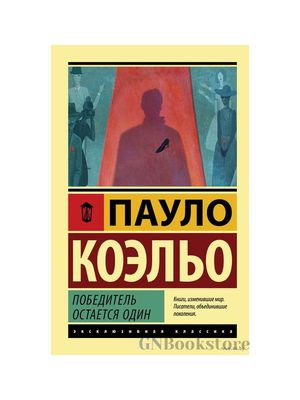 ПАУЛО
КОЭЛЬО
ПОБЕДИТЕЛЬ
ОСТАЕТСЯ ОДИН
Книги, изменившие мир.
Писатели, объединившие
поколения.
ЭКСКЛЮЗИВНАЯ КЛАССИКА
GNBookstore